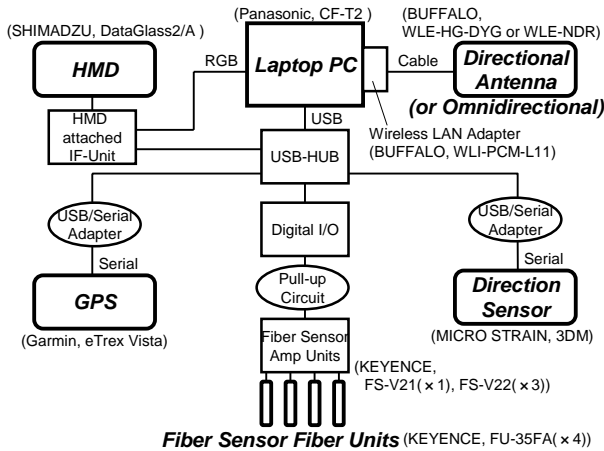 (SHIMADZU, DataGlass2/A )
(Panasonic, CF-T2 )
(BUFFALO,
WLE-HG-DYG or WLE-NDR)
HMD
RGB
Laptop PC
Cable
Directional
Antenna
(or Omnidirectional)
HMD
attached
IF-Unit
USB
Wireless LAN Adapter
(BUFFALO, WLI-PCM-L11)
USB-HUB
USB/Serial
Adapter
Digital I/O
USB/Serial
Adapter
Serial
Serial
GPS
Pull-up
Circuit
Direction
Sensor
(Garmin, eTrex Vista)
(MICRO STRAIN, 3DM)
Fiber Sensor
Amp Units
(KEYENCE,
FS-V21(×1), FS-V22(×3))
Fiber Sensor Fiber Units (KEYENCE, FU-35FA(×4))